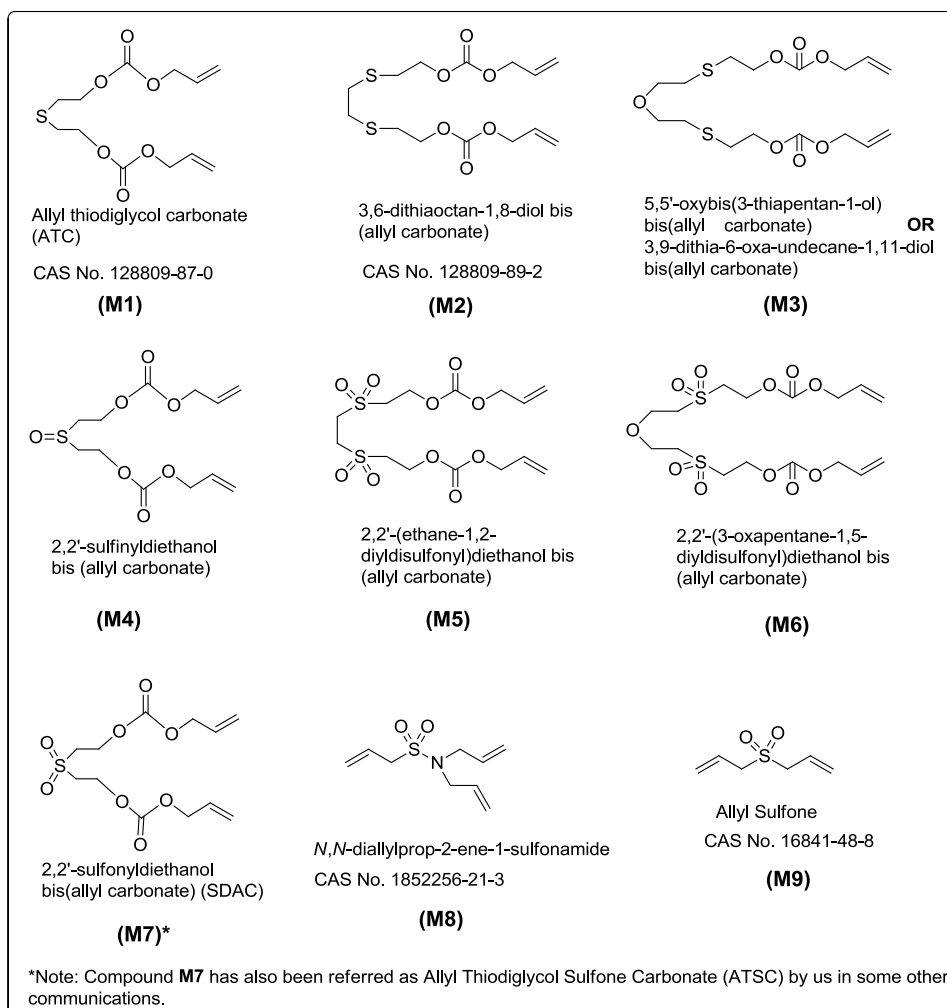 O
O
O
S
O
O
O
Allyl thiodiglycol carbonate
(ATC)
CAS No. 128809-87-0
(M1)
O
S
O
O
S
O
O
O
3,6-dithiaoctan-1,8-diol bis
(allyl carbonate)
CAS No. 128809-89-2
(M2)
O
S
O
O
O
S
O
O
O
5,5'-oxybis(3-thiapentan-1-ol)
bis(allyl carbonate) OR
3,9-dithia-6-oxa-undecane-1,11-diol
bis(allyl carbonate)
(M3)
O
O
O
O=S
O
O
O
2,2'-sulfinyldiethanol
bis (allyl carbonate)
(M4)
O O
O
S
O
O
S
O
O
O O
O
2,2'-(ethane-1,2-
diyldisulfonyl)diethanol bis
(allyl carbonate)
(M5)
O
O
S
O
O
O
O
S
O
O
O
O
O
2,2'-(3-oxapentane-1,5-
diyldisulfonyl)diethanol bis
(allyl carbonate)
(M6)
O
O
O
O
S
O
O
O
O
2,2'-sulfonyldiethanol
bis(allyl carbonate) (SDAC)
(M7)*
O O
S
N
N,N-diallylprop-2-ene-1-sulfonamide
CAS No. 1852256-21-3
(M8)
O O
S
Allyl Sulfone
CAS No. 16841-48-8
(M9)
*Note: Compound M7 has also been referred as Allyl Thiodiglycol Sulfone Carbonate (ATSC) by us in some other
communications.